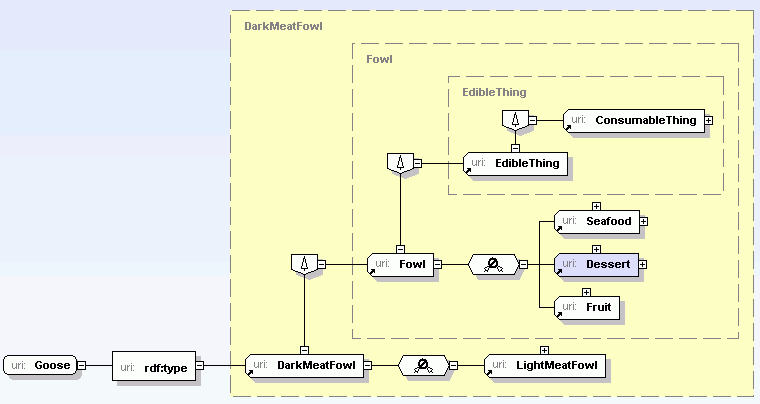 DarkMeatFowl
Fowl
EdibleThing
uri: ConsumableThing
uri: EdibleThing
uri: Seafood
uri: Fowl
uri: Dessert
uri: Fruit
uri: Goose
uri: rdf:type
uri: DarkMeatFowl
uri: LightMeatFowl